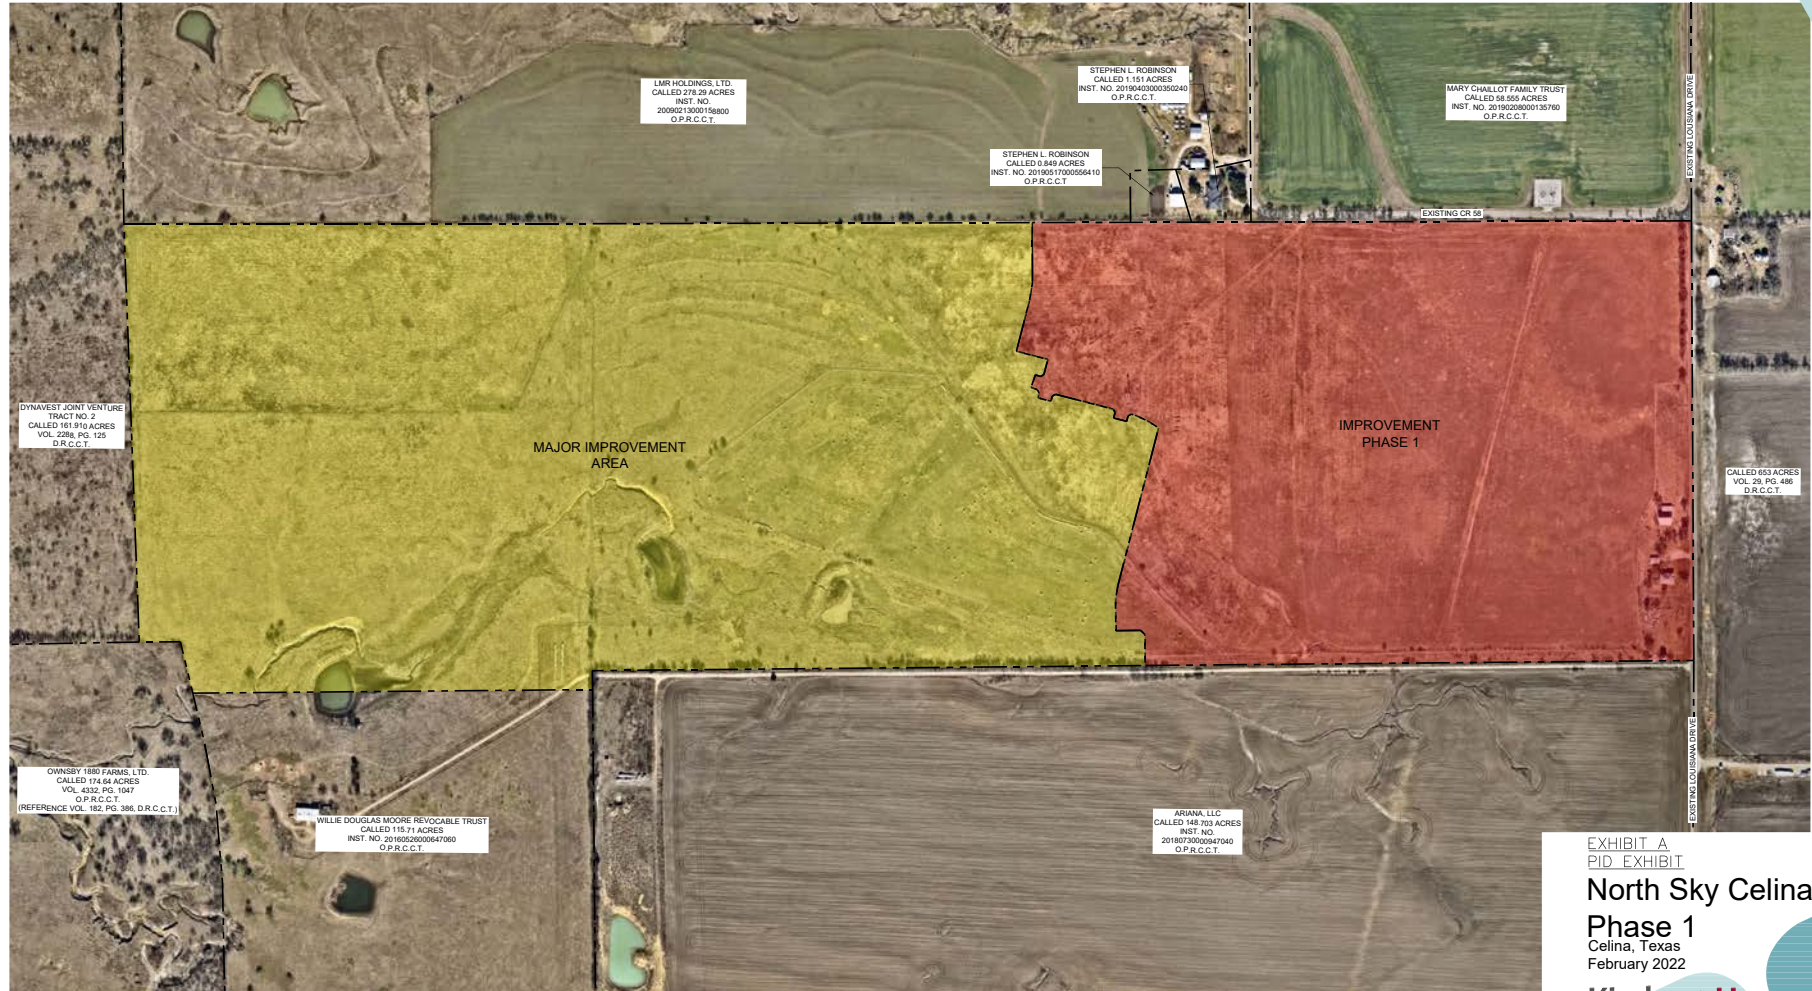 LMR HOLDINGS, LTD.
CALLED 278.29 ACRES
INST. NO.
20090213000158800
O.P.R.C.C.T.
STEPHEN L. ROBINSON
CALLED 1.151 ACRES
INST. NO. 20190403000350240
O.P.R.C.C.T.
STEPHEN L. ROBINSON
CALLED 0.849 ACRES
INST. NO. 20190517000556410
O.P.R.C.C.T
MARY CHAILLOT FAMILY TRUST
CALLED 58.555 ACRES
INST. NO. 20190208000135760
O.P.R.C.C.T.
EXISTING LOUISIANA DRIVE
EXISTING CR 58
DYNAVEST JOINT VENTURE
TRACT NO. 2
CALLED 161.910 ACRES
VOL. 2288, PG. 125
D.R.C.C.T.
MAJOR IMPROVEMENT
AREA
IMPROVEMENT
PHASE 1
CALLED 653 ACRES
VOL. 29, PG. 486
D.R.C.C.T.
OWNSBY 1880 FARMS, LTD.
CALLED 174.64 ACRES
VOL. 4332, PG. 1047
O.P.R.C.C.T.
(REFERENCE VOL. 182, PG. 386, D.R.C.C.T.)
WILLIE DOUGLAS MOORE REVOCABLE TRUST
CALLED 115.71 ACRES
INST. NO. 20160526000647060
O.P.R.C.C.T.
ARIANA, LLC
CALLED 148.703 ACRES
INST. NO.
20180730000947040
O.P.R.C.C.T.
EXISTING LOUISIANA DRIVE
EXHIBIT A
PID EXHIBIT
North Sky Celina
Phase 1
Celina, Texas
February 2022